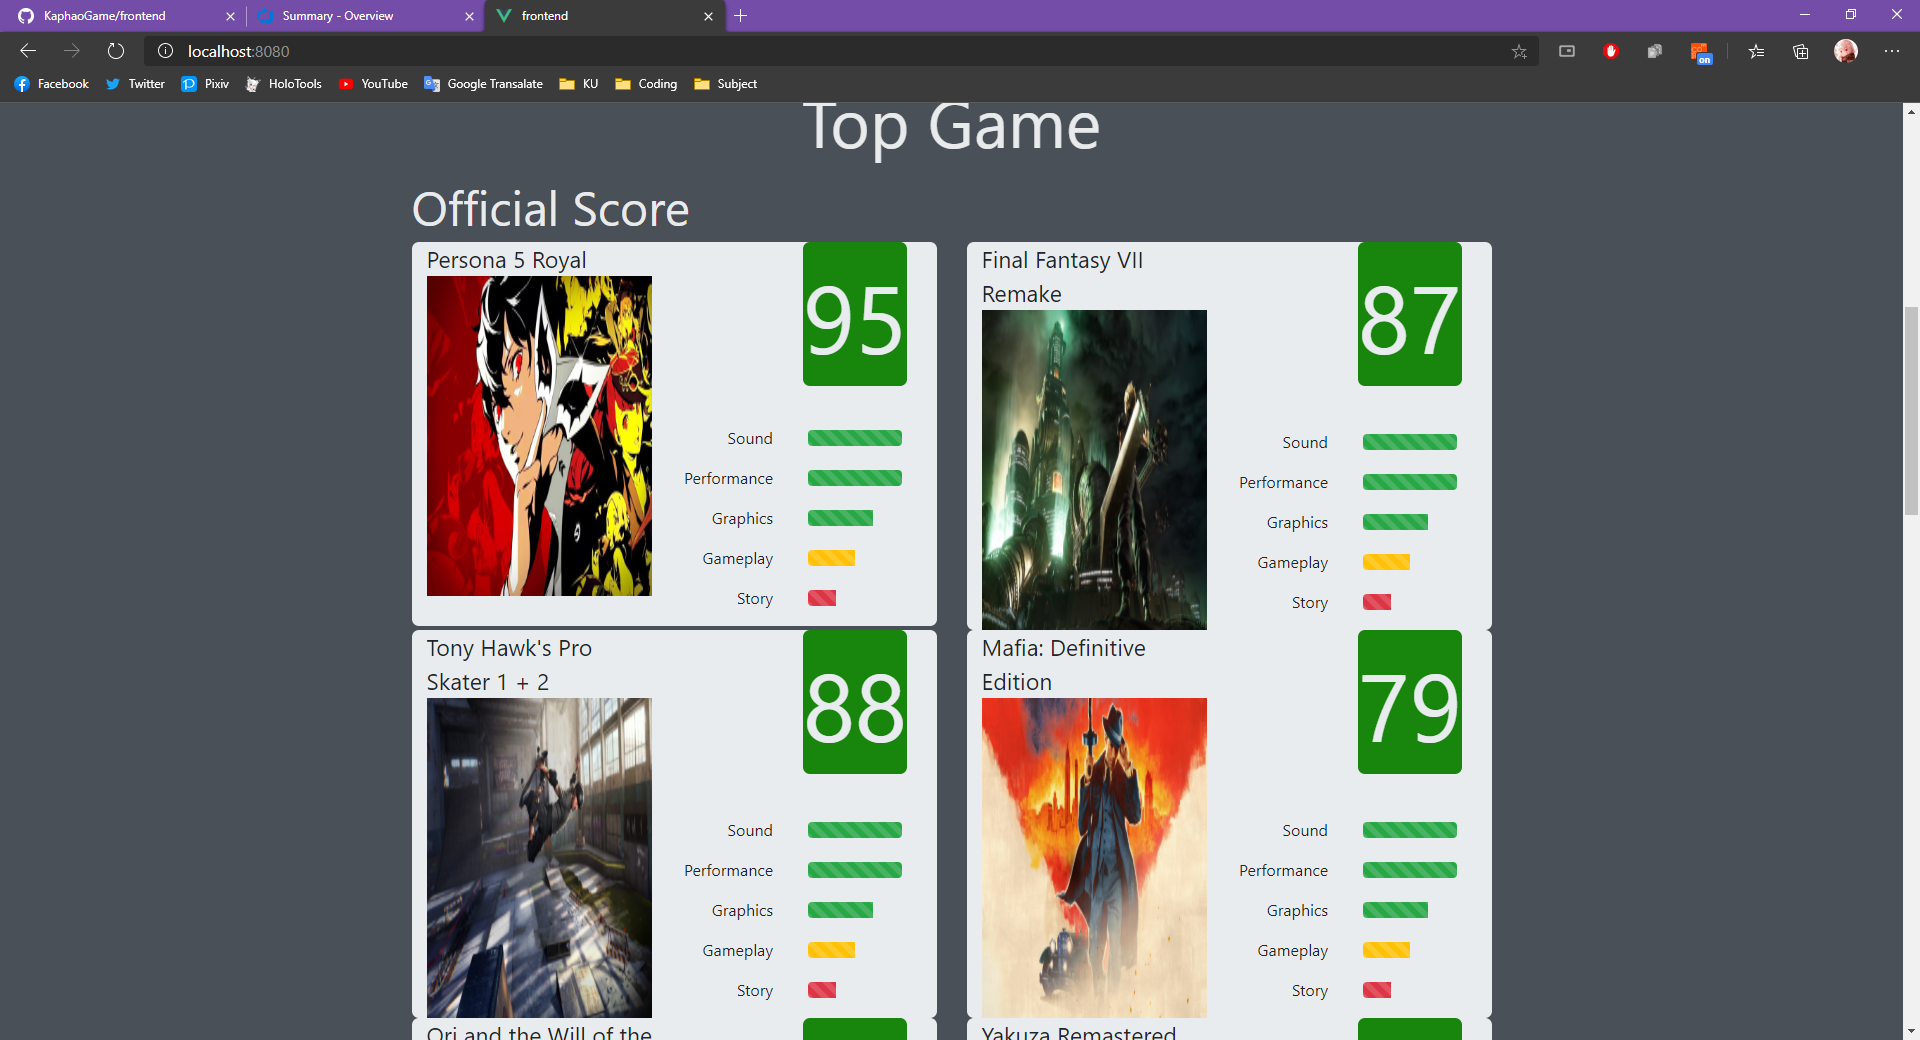 KaphaoGame/frontend
Summary - Overview
frontend
localhost:8080
on
Facebook
Twitter
Pixiv
HoloTools
YouTube
Google Transalate
KU
Coding
Subject
Top Game
Official Score
Persona 5 Royal
95
Sound
Performance
Graphics
Gameplay
Story
Final Fantasy VII
Remake
87
Sound
Performance
Graphics
Gameplay
Story
Tony Hawk's Pro
Skater 1 + 2
88
Sound
Performance
Graphics
Gameplay
Story
Mafia: Definitive
Edition
79
Sound
Performance
Graphics
Gameplay
Story
Ori and the Will of the
Yakuza Remastered